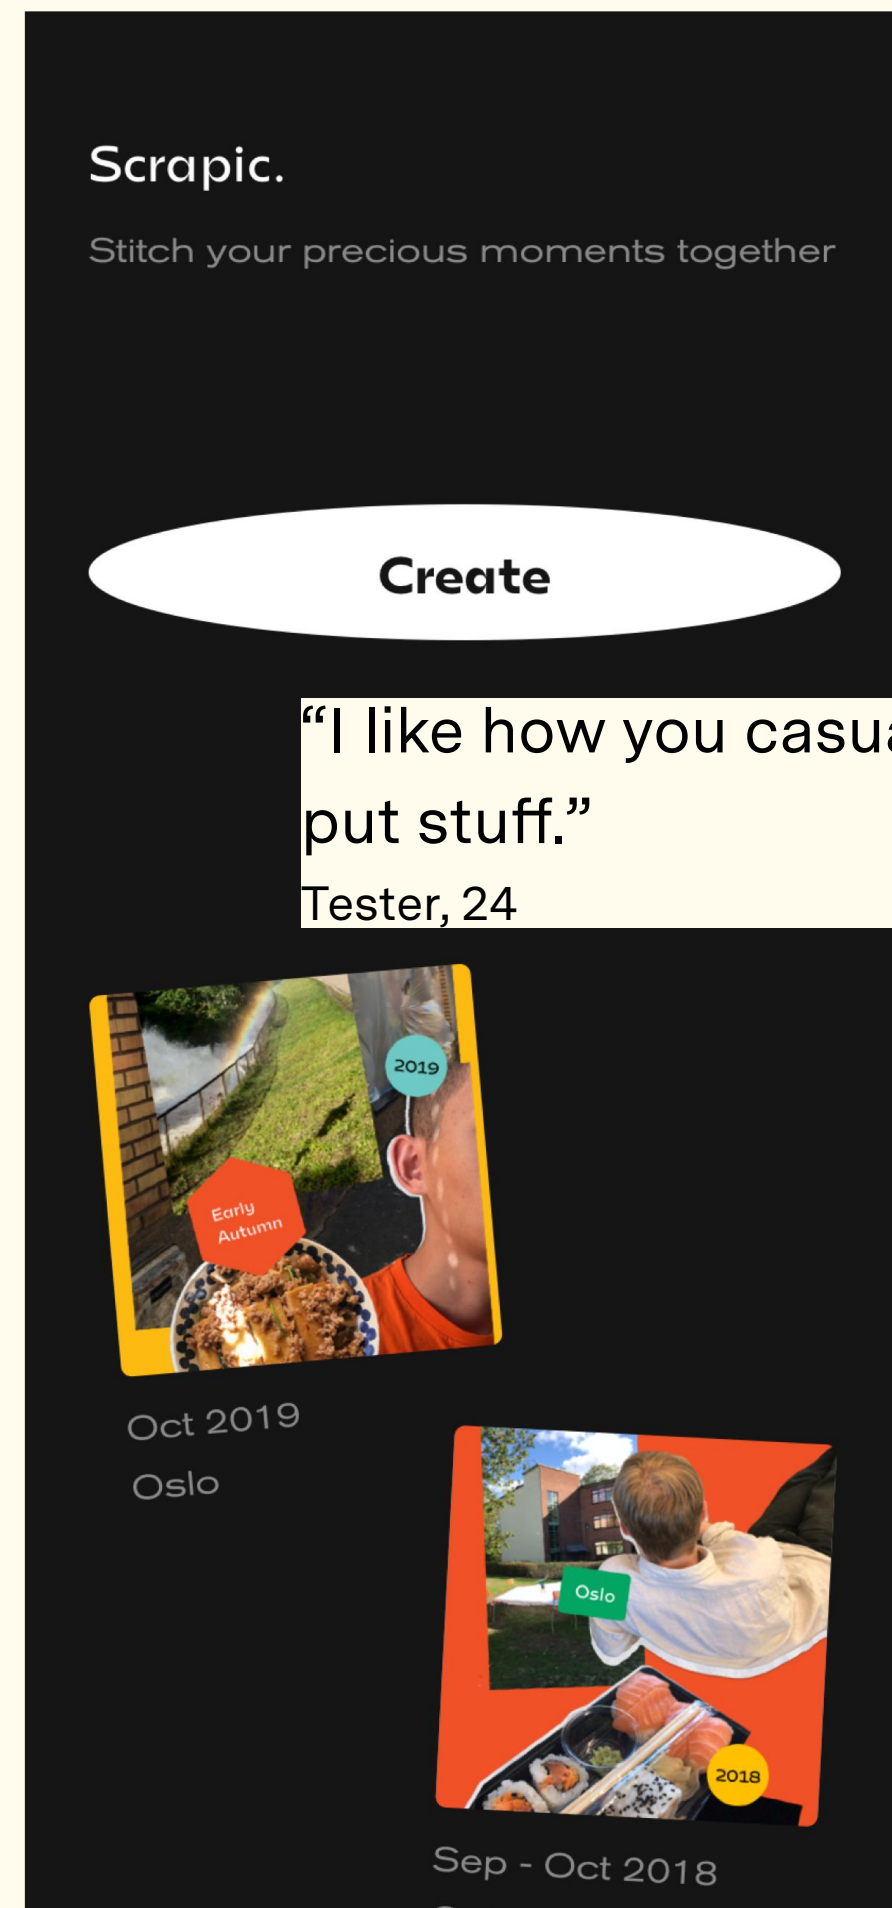 Scrapic.
Stitch your precious moments together
Create
“I like how you
put stuff.”
Tester, 24
2019
Early
Autumn
Oct 2019
Oslo
Oslo
2018
Sep - Oct 2018